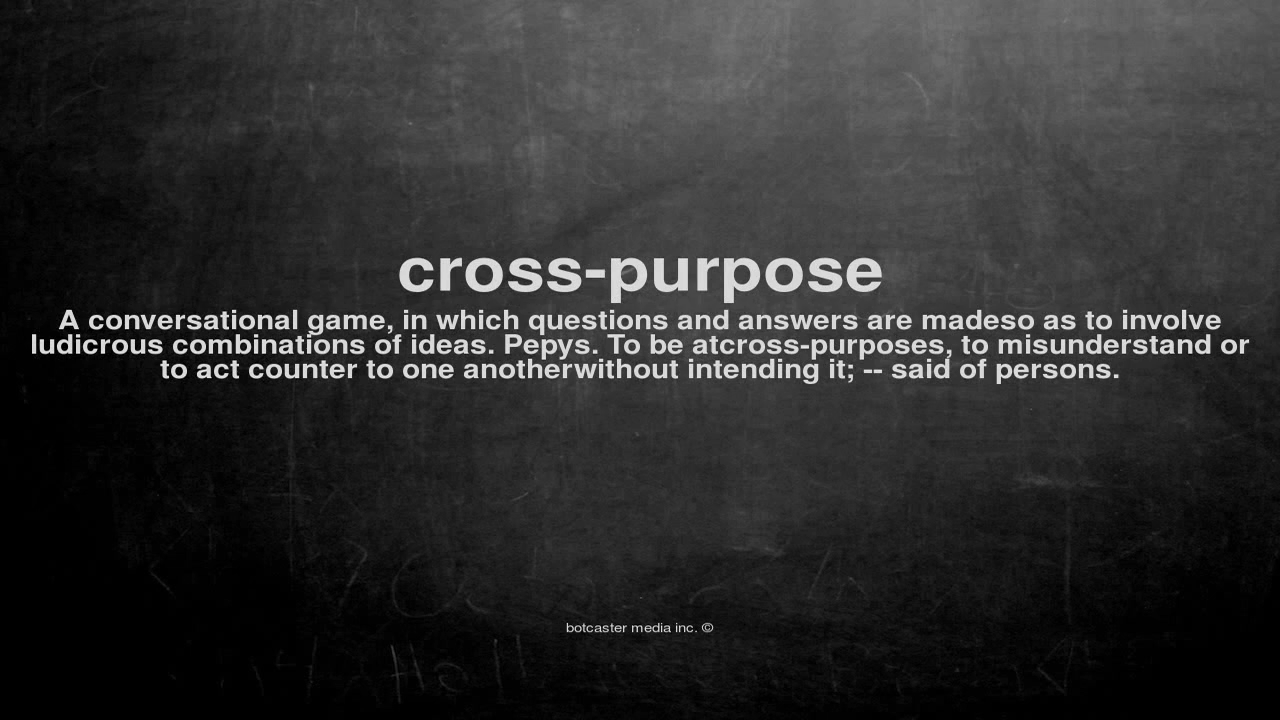 cross-purpose
A conversational game, in which questions and answers are madeso as to involve
ludicrous combinations of ideas. Pepys. To be atcross-purposes, to misunderstand or
to act counter to one anotherwithout intending it; -- said of persons.
botcaster media inc. ©